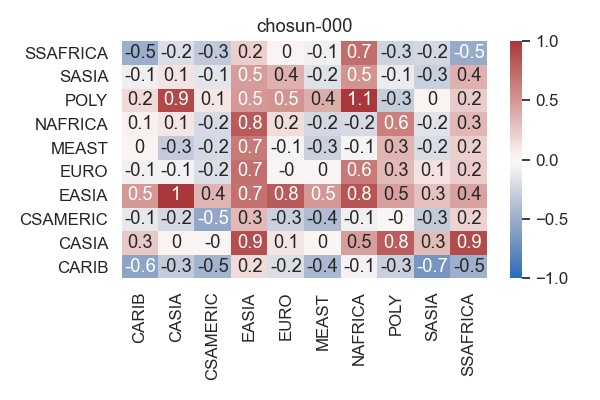 chosun-000
SSAFRICA -0.5 -0.2 -0.3 0.2 0 -0.1 0.7 -0.3 -0.2 -0.5
SASIA -0.1 0.1 -0.1 0.5 0.4 -0.2 0.5 -0.1 -0.3 0.4
POLY 0.2 0.9 0.1 0.5 0.5 0.4 1.1 -0.3 0 0.2
NAFRICA 0.1 0.1 -0.2 0.8 0.2 -0.2 -0.2 0.6 -0.2 0.3
MEAST 0 -0.3 -0.2 0.7 -0.1 -0.3 -0.1 0.3 -0.2 0.2
EURO -0.1 -0.1 -0.2 0.7 -0 0 0.6 0.3 0.1 0.2
EASIA 0.5 1 0.4 0.7 0.8 0.5 0.8 0.5 0.3 0.4
CSAMERIC -0.1 -0.2 -0.5 0.3 -0.3 -0.4 -0.1 -0 -0.3 0.2
CASIA 0.3 0 -0 0.9 0.1 0 0.5 0.8 0.3 0.9
CARIB -0.6 -0.3 -0.5 0.2 -0.2 -0.4 -0.1 -0.3 -0.7 -0.5
CARIB CASIA CSAMERIC EASIA EURO MEAST NAFRICA POLY SASIA SSAFRICA
1.0
0.5
0.0
−0.5
−1.0